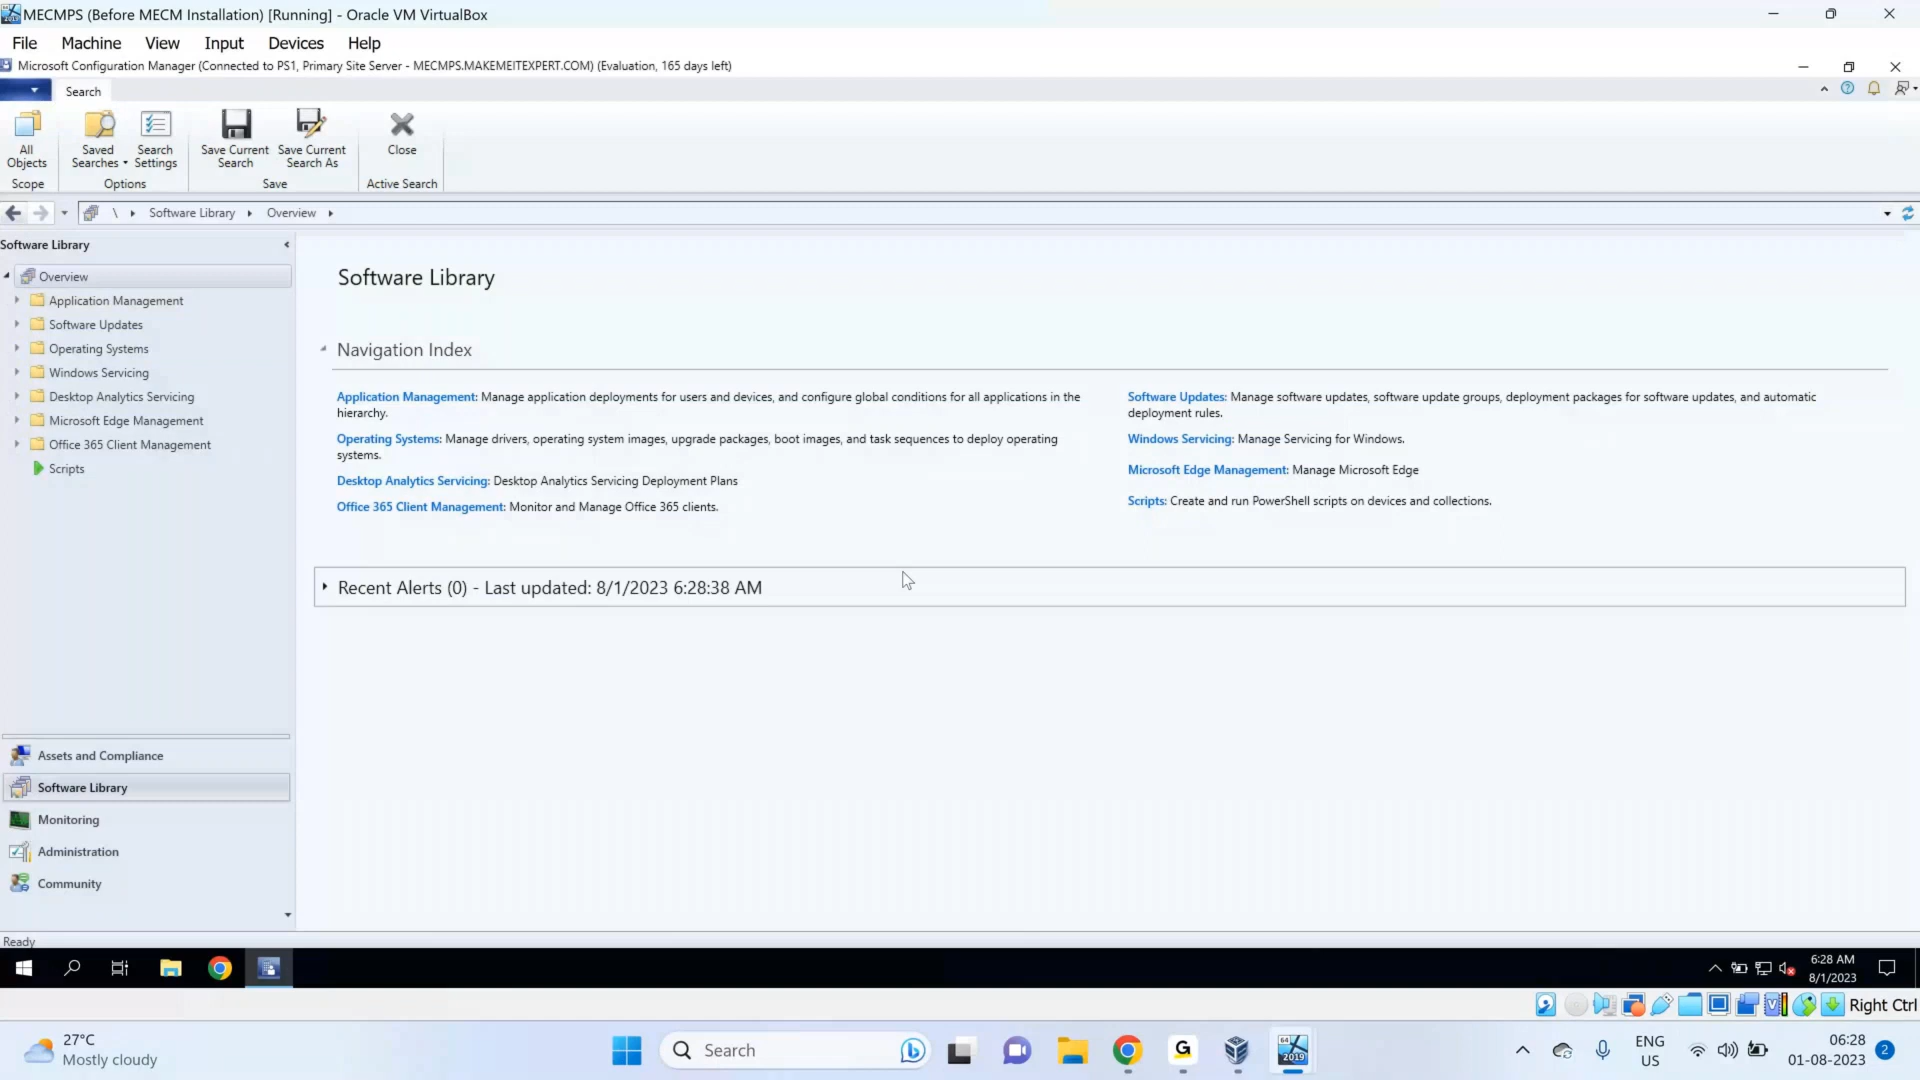 MECMPS (Before MECM Installation) [Running] - Oracle VM VirtualBox
File Machine View Input Devices Help
Microsoft Configuration Manager (Connected to PS1, Primary Site Server - MECMPS.MAKEMEITEXPERT.COM) (Evaluation, 165 days left)
Search
All Objects
Saved Searches
Search Settings
Save Current Search
Save Current Search As
Close
Scope
Options
Save
Active Search
\ Software Library Overview
Software Library
Overview
Application Management
Software Updates
Operating Systems
Windows Servicing
Desktop Analytics Servicing
Microsoft Edge Management
Office 365 Client Management
Scripts
Assets and Compliance
Software Library
Monitoring
Administration
Community
Software Library
Navigation Index
Application Management: Manage application deployments for users and devices, and configure global conditions for all applications in the
hierarchy.
Operating Systems: Manage drivers, operating system images, upgrade packages, boot images, and task sequences to deploy operating
systems.
Desktop Analytics Servicing: Desktop Analytics Servicing Deployment Plans
Office 365 Client Management: Monitor and Manage Office 365 clients.
Software Updates: Manage software updates, software update groups, deployment packages for software updates, and automatic
deployment rules.
Windows Servicing: Manage Servicing for Windows.
Microsoft Edge Management: Manage Microsoft Edge
Scripts: Create and run PowerShell scripts on devices and collections.
Recent Alerts (0) - Last updated: 8/1/2023 6:28:38 AM
Ready
6:28 AM
8/1/2023
Right Ctrl
27°C
Mostly cloudy
Search
G
64
2019
ENG
US
06:28
01-08-2023
2